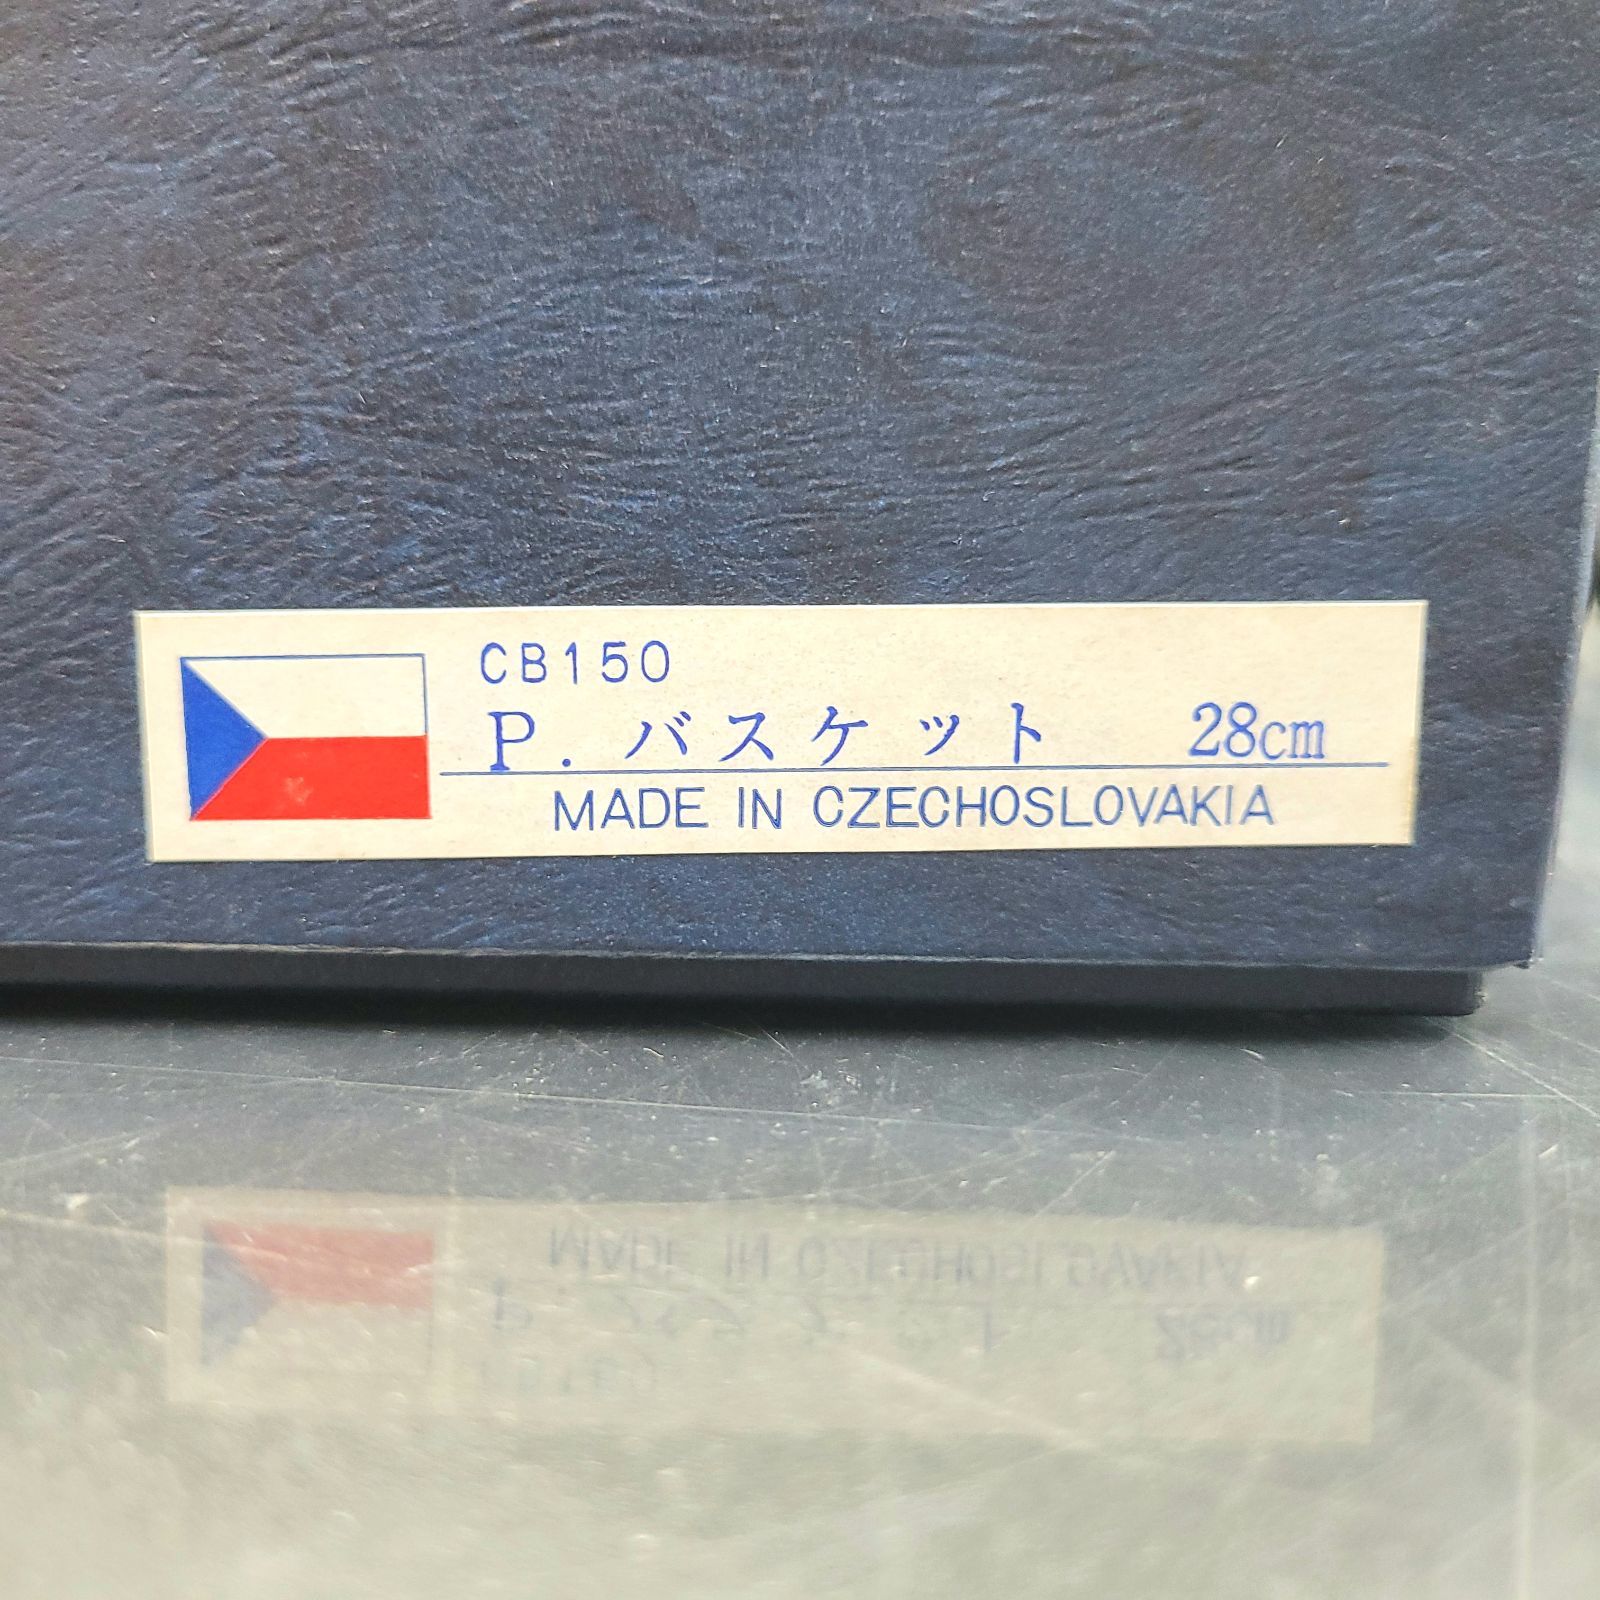 CB150
P. バスケット 28cm
MADE IN CZECHOSLOVAKIA